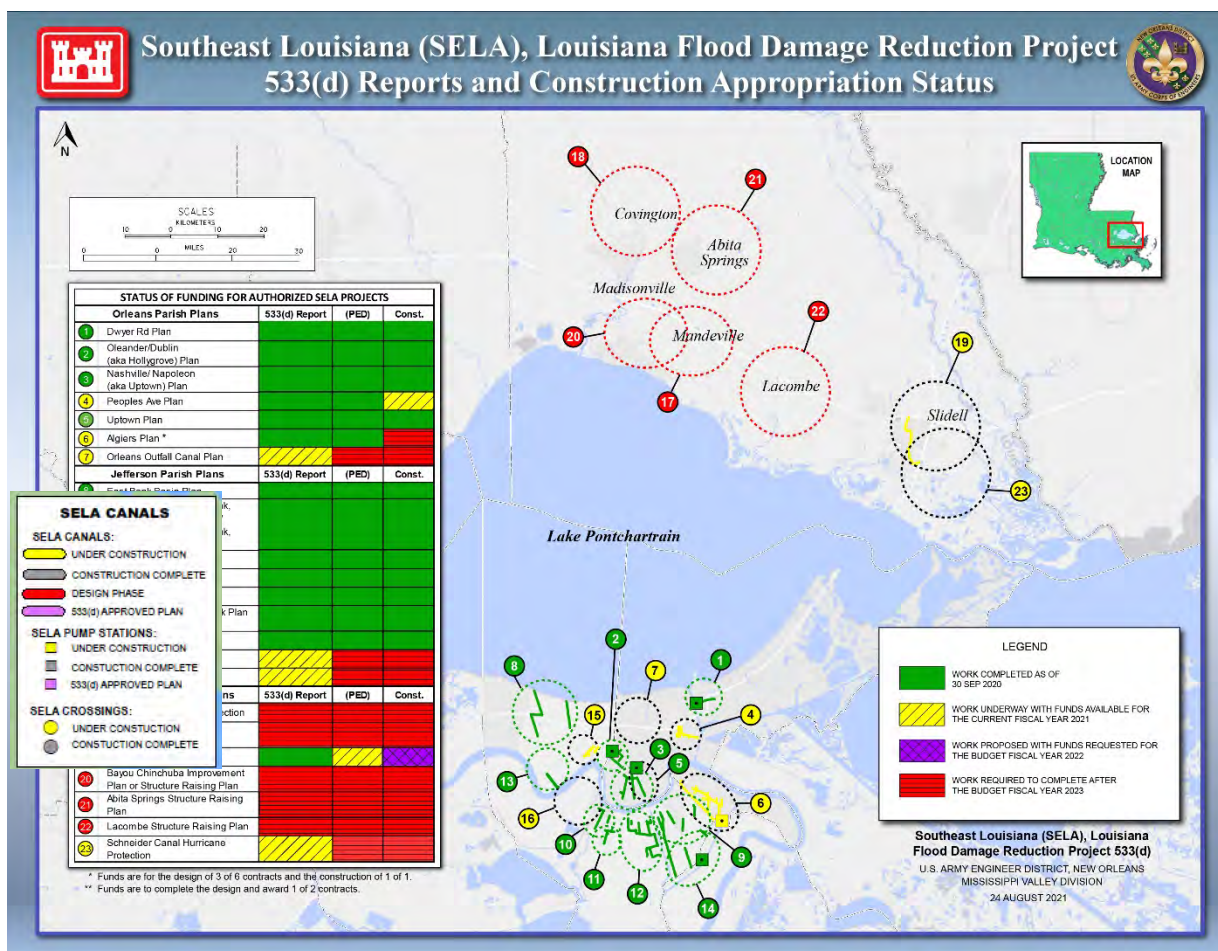 Southeast Louisiana (SELA), Louisiana Flood Damage Reduction Project
533(d) Reports and Construction Appropriation Status
NEW ORLEANS DISTRICT
US ARMY CORPS OF ENGINEERS
N
SCALES
KILOMETERS
10 0 10 20
MILES
0 0 20 30
LOCATION
MAP
18
21
Covington
Abita
Springs
Madisonville
20
Mandeville
22
17
Lacombe
19
Slidell
23
Lake Pontchartrain
STATUS OF FUNDING FOR AUTHORIZED SELA PROJECTS
Orleans Parish Plans 533(d) Report (PED) Const.
1 Dwyer Rd Plan
2 Oleander/Dublin
(aka Hollygrove) Plan
3 Nashville/ Napoleon
(aka Uptown) Plan
4 Peoples Ave Plan
5 Uptown Plan
6 Algiers Plan *
7 Orleans Outfall Canal Plan
Jefferson Parish Plans 533(d) Report (PED) Const.
k Plan
533(d) Report (PED) Const.
20 Bayou Chinchuba Improvement
Plan or Structure Raising Plan
21 Abita Springs Structure Raising
Plan
22 Lacombe Structure Raising Plan
23 Schneider Canal Hurricane
Protection
* Funds are for the design of 3 of 6 contracts and the construction of 1 of 1.
** Funds are to complete the design and award 1 of 2 contracts.
SELA CANALS
SELA CANALS:
UNDER CONSTRUCTION
CONSTRUCTION COMPLETE
DESIGN PHASE
533(d) APPROVED PLAN
SELA PUMP STATIONS:
UNDER CONSTRUCTION
CONSTUCTION COMPLETE
533(d) APPROVED PLAN
SELA CROSSINGS:
UNDER CONSTUCTION
CONSTUCTION COMPLETE
2
8
7
1
15
4
3
5
13
6
16
10
9
11
12
14
LEGEND
WORK COMPLETED AS OF
30 SEP 2020
WORK UNDERWAY WITH FUNDS AVAILABLE FOR
THE CURRENT FISCAL YEAR 2021
WORK PROPOSED WITH FUNDS REQUESTED FOR
THE BUDGET FISCAL YEAR 2022
WORK REQUIRED TO COMPLETE AFTER
THE BUDGET FISCAL YEAR 2023
Southeast Louisiana (SELA), Louisiana
Flood Damage Reduction Project 533(d)
U.S. ARMY ENGINEER DISTRICT, NEW ORLEANS
MISSISSIPPI VALLEY DIVISION
24 AUGUST 2021